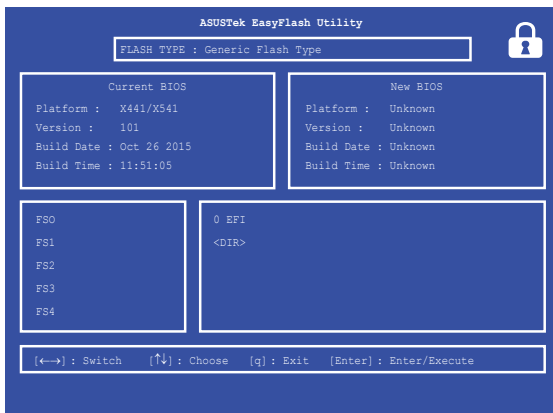 ASUSTek EasyFlash Utility
FLASH TYPE : Generic Flash Type
Current BIOS
Platform : X441/X541
Version : 101
Build Date : Oct 26 2015
Build Time : 11:51:05
New BIOS
Platform : Unknown
Version : Unknown
Build Date : Unknown
Build Time : Unknown
FSO
FS1
FS2
FS3
FS4
0 EFI
<DIR>
[←→] : Switch [↑↓] : Choose [q] : Exit [Enter] : Enter/Execute